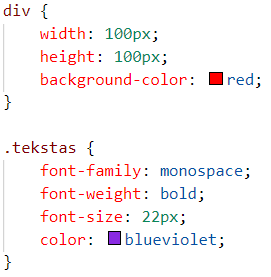 div {
    width: 100px;
    height: 100px;
    background-color: red;
}

.tekstas {
    font-family: monospace;
    font-weight: bold;
    font-size: 22px;
    color: blueviolet;
}